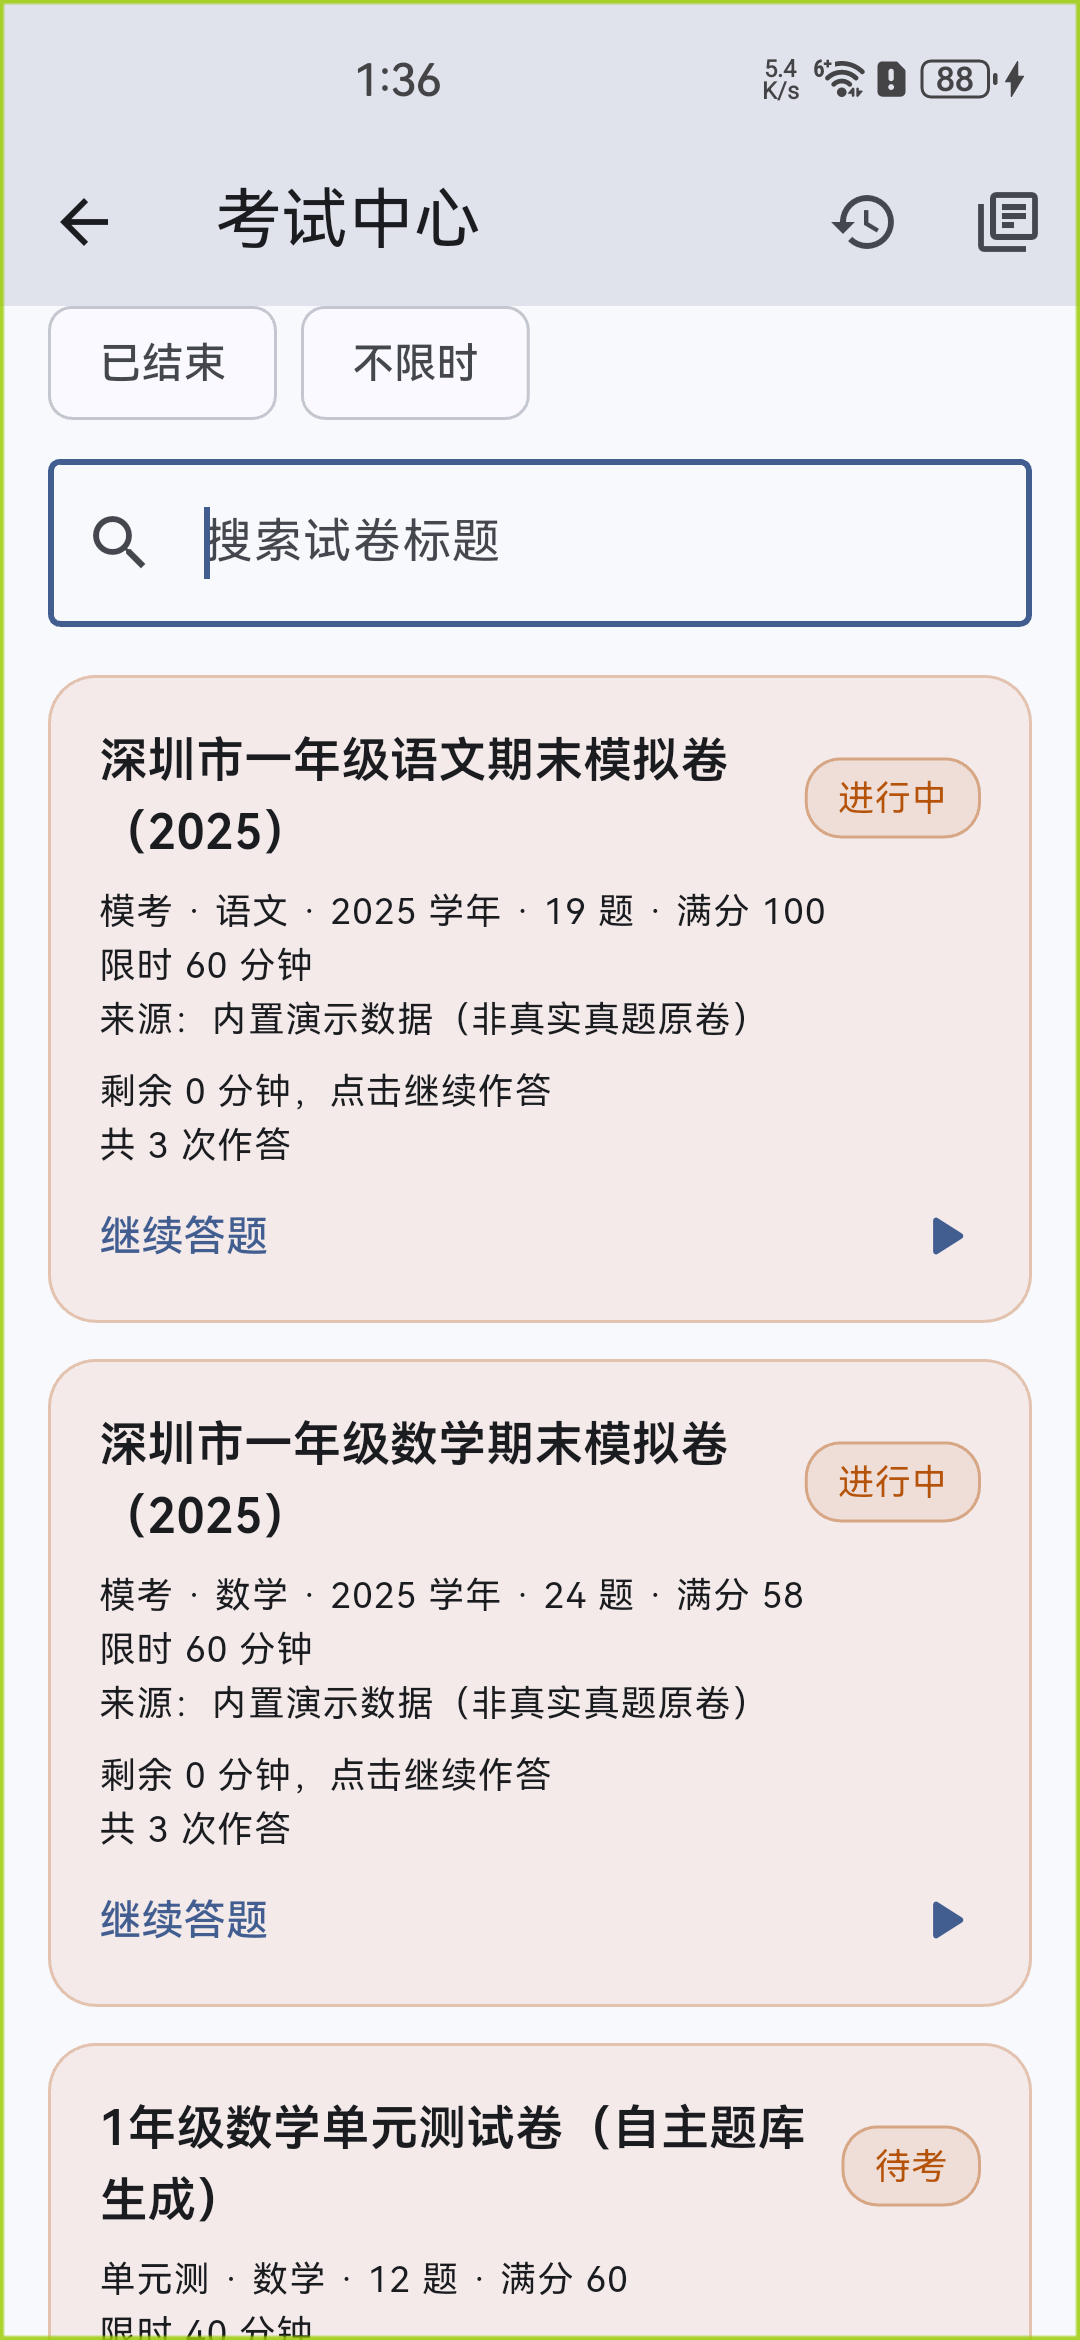 1:36
5.4
K/s
6+
88
考试中心
已结束
不限时
搜索试卷标题
深圳市一年级语文期末模拟卷
（2025）
进行中
模考 · 语文 · 2025 学年 · 19 题 · 满分 100
限时 60 分钟
来源：内置演示数据（非真实真题原卷）
剩余 0 分钟，点击继续作答
共 3 次作答
继续答题
深圳市一年级数学期末模拟卷
（2025）
进行中
模考 · 数学 · 2025 学年 · 24 题 · 满分 58
限时 60 分钟
来源：内置演示数据（非真实真题原卷）
剩余 0 分钟，点击继续作答
共 3 次作答
继续答题
1年级数学单元测试卷（自主题库
生成）
待考
单元测 · 数学 · 12 题 · 满分 60
限时 40 分钟